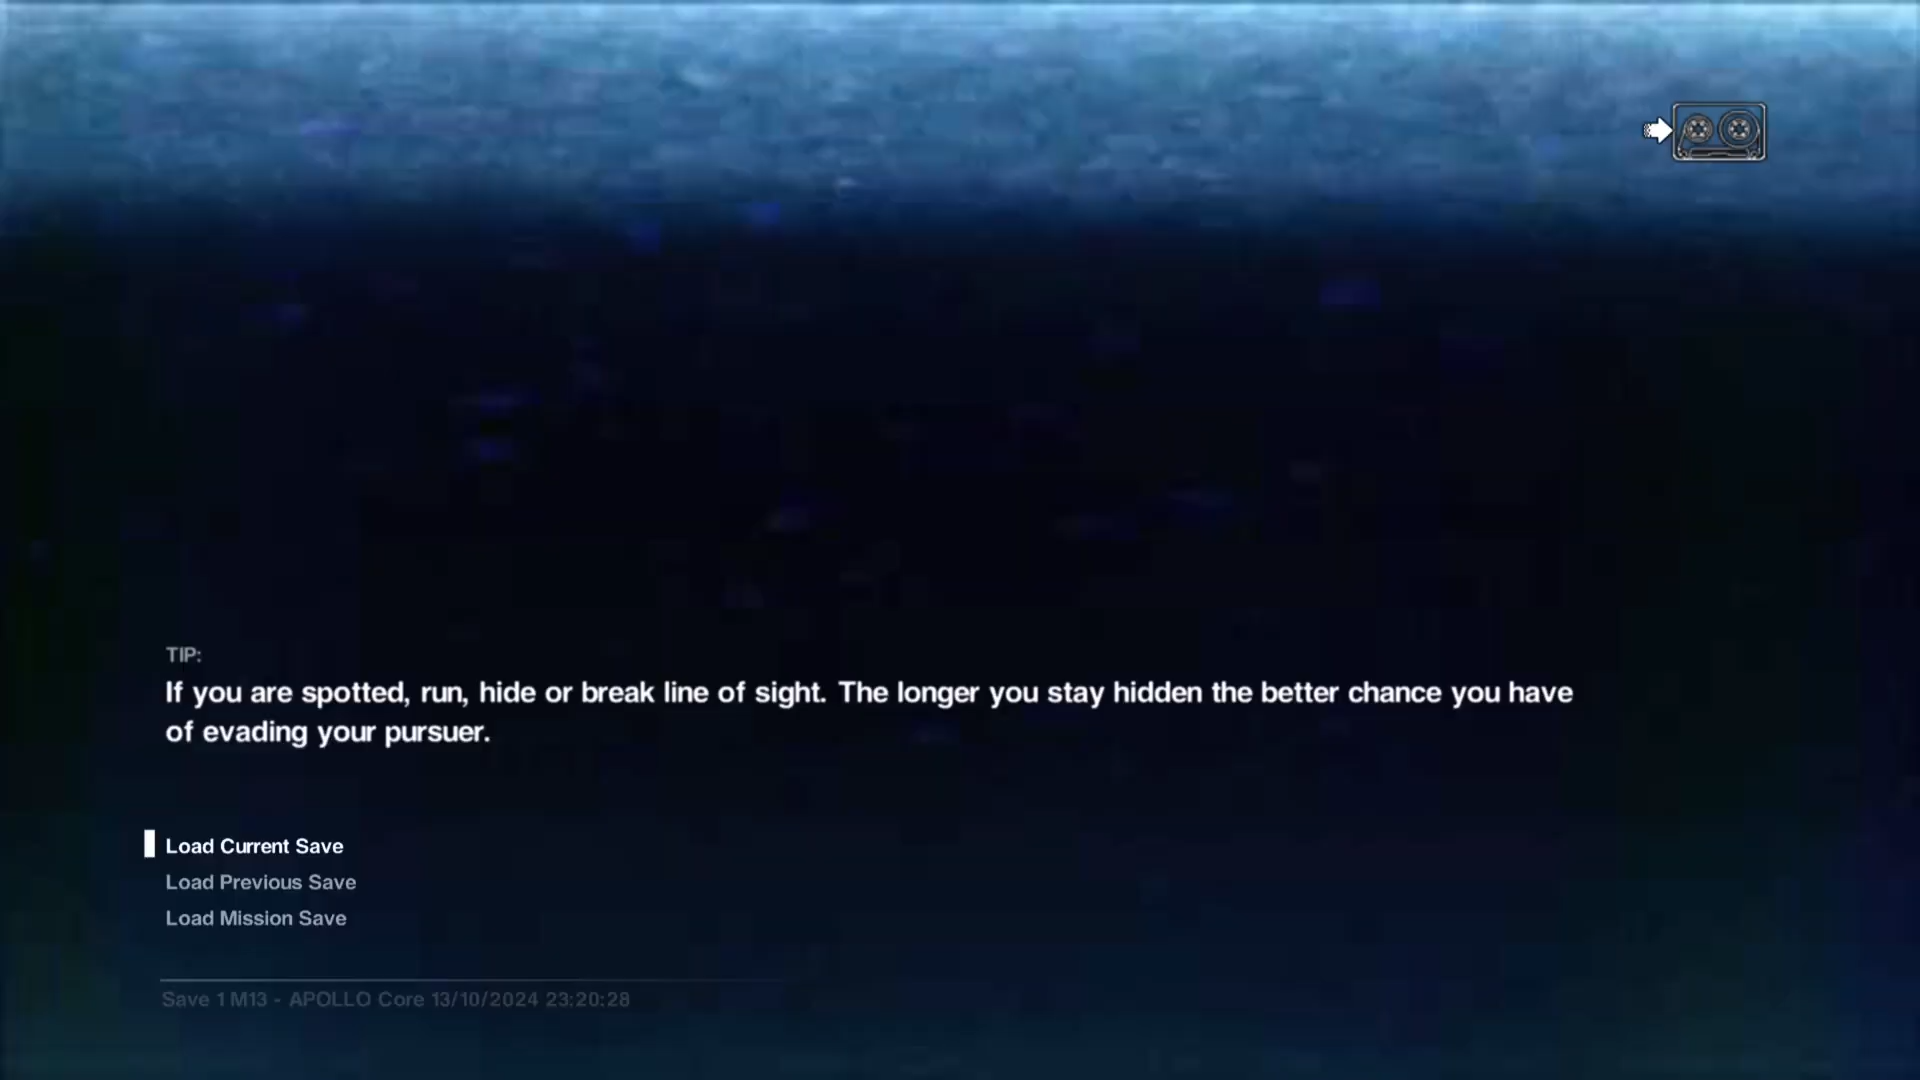 TIP:
If you are spotted, run, hide or break line of sight. The longer you stay hidden the better chance you have
of evading your pursuer.
Load Current Save
Load Previous Save
Load Mission Save
Save 1 M13 - APOLLO Core 13/10/2024 23:20:28